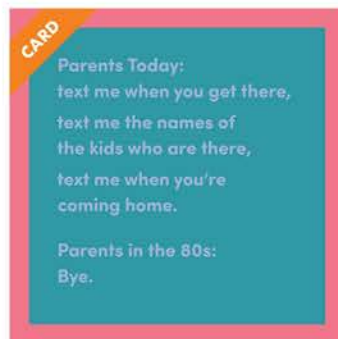 CARD
Parents Today:
text me when you get there,
text me the names of
the kids who are there,
text me when you're
coming home.
Parents in the 80s:
Bye.